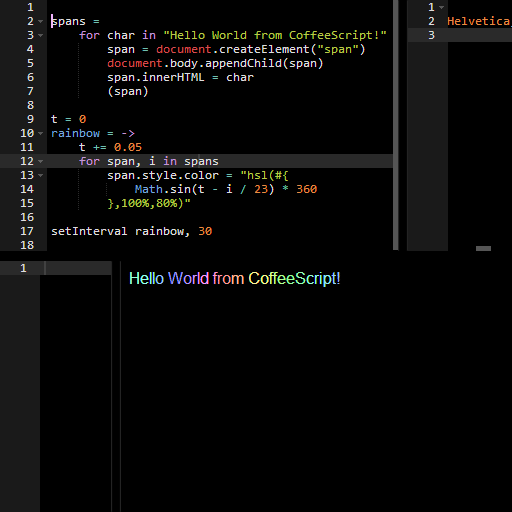 1
2 spans =
3 for char in "Hello World from CoffeeScript!"
4 span = document.createElement("span")
5 document.body.appendChild(span)
6 span.innerHTML = char
7 (span)
8
9 t = 0
10 rainbow = ->
11 t += 0.05
12 for span, i in spans
13 span.style.color = "hsl(#{
14 Math.sin(t - i / 23) * 360
15 },100%,80%)"
16
17 setInterval rainbow, 30
18
1
2 Helvetica
3
1
Hello World from CoffeeScript!